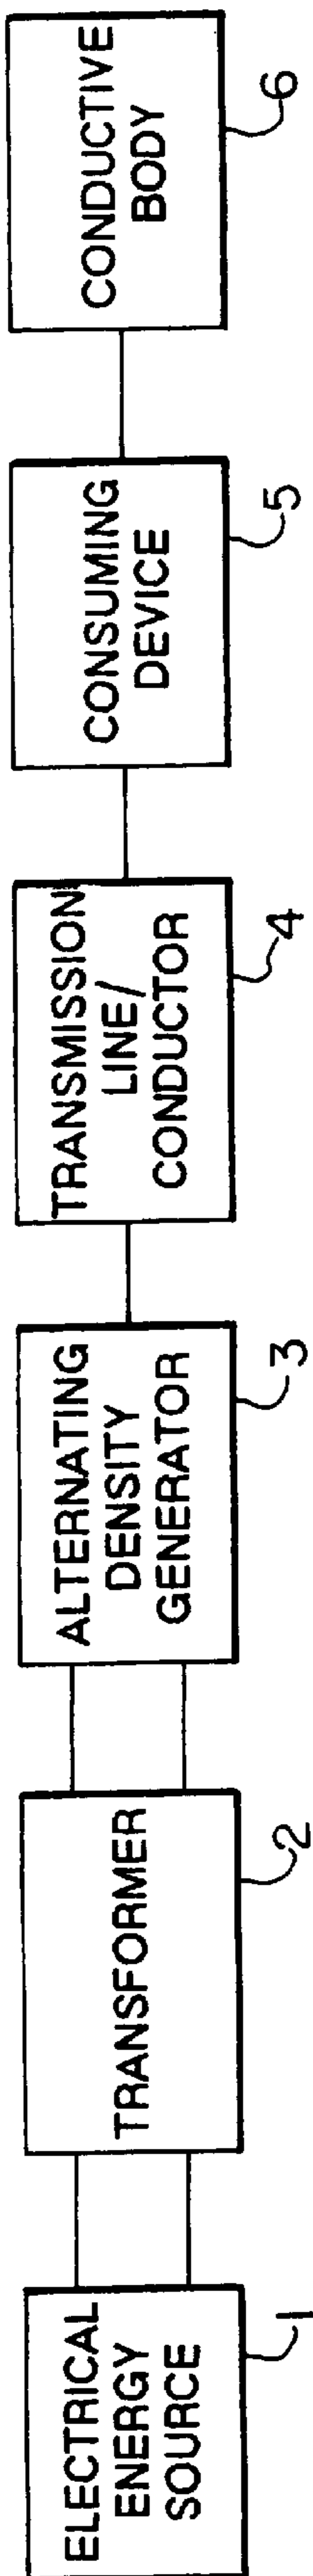 ELECTRICAL
ENERGY
SOURCE
1
TRANSFORMER
2
ALTERNATING
DENSITY
GENERATOR
3
TRANSMISSION
LINE/
CONDUCTOR
4
CONSUMING
DEVICE
5
CONDUCTIVE
BODY
6